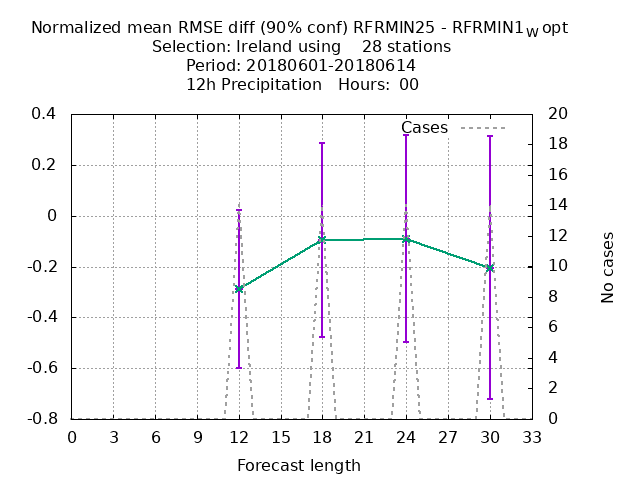 Normalized mean RMSE diff (90% conf) RFRMIN25 - RFRMIN1wopt
Selection: Ireland using 28 stations
Period: 20180601-20180614
12h Precipitation Hours: 00
Cases
0.4
0.2
0
-0.2
-0.4
-0.6
-0.8
20
18
16
14
12
10
8
6
4
2
0
No cases
0 3 6 9 12 15 18 21 24 27 30 33
Forecast length